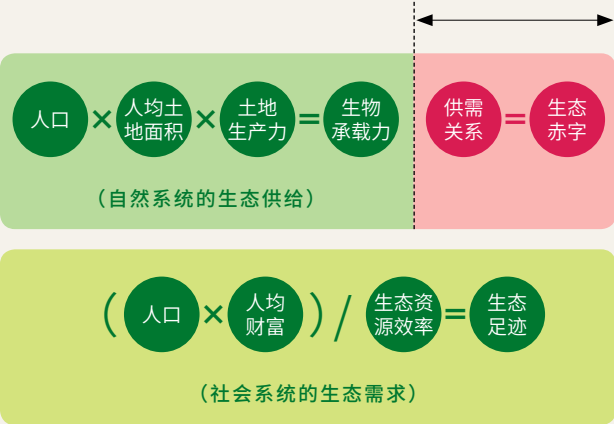 人口 × 人均土地面积 × 土地生产力 = 生物承载力
供需关系 = 生态赤字
（自然系统的生态供给）
（人口 × 人均财富）/ 生态资源效率 = 生态足迹
（社会系统的生态需求）